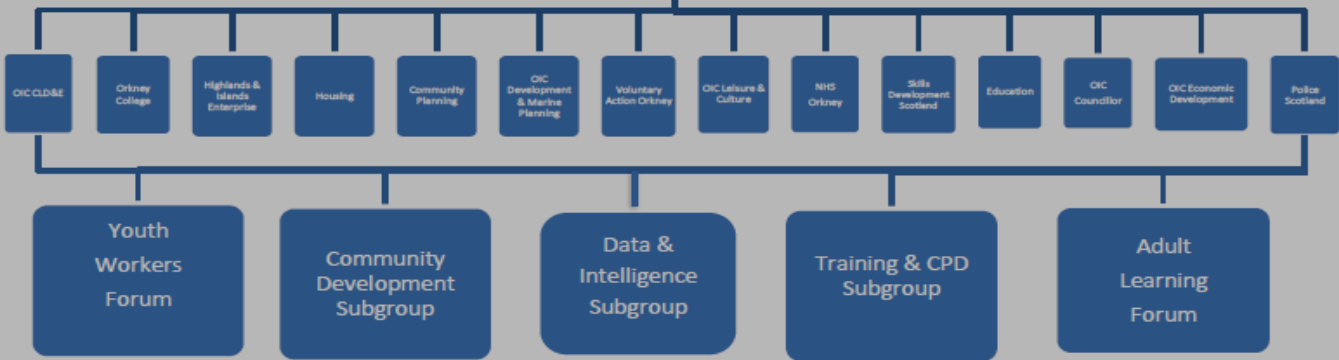 OIC CLD&E
Orkney
College
Highlands &
Islands
Enterprise
Housing
Community
Planning
OIC
Development
& Marine
Planning
Voluntary
Action Orkney
OIC Leisure &
Culture
NHS
Orkney
Skills
Development
Scotland
Education
OIC
Councillor
OIC Economic
Development
Police
Scotland
Youth
Workers
Forum
Community
Development
Subgroup
Data &
Intelligence
Subgroup
Training & CPD
Subgroup
Adult
Learning
Forum